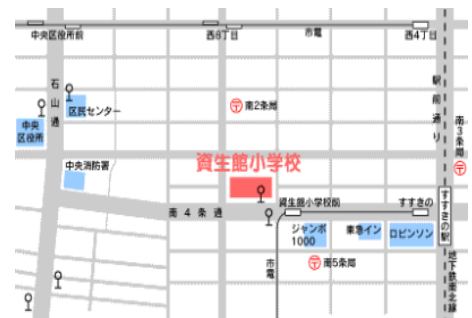 中央区役所前
西8丁目
市電
西4丁目
石山通
区民センター
中央
区役所
〒南2条局
駅前通り
南3条局
〒
中央消防署
資生館小学校
南4条通
資生館小学校前
すすきの
すすきの駅
ジャンボ
1000
東急イン
ロビンソン
市電
〒南5条局
地下鉄南北線